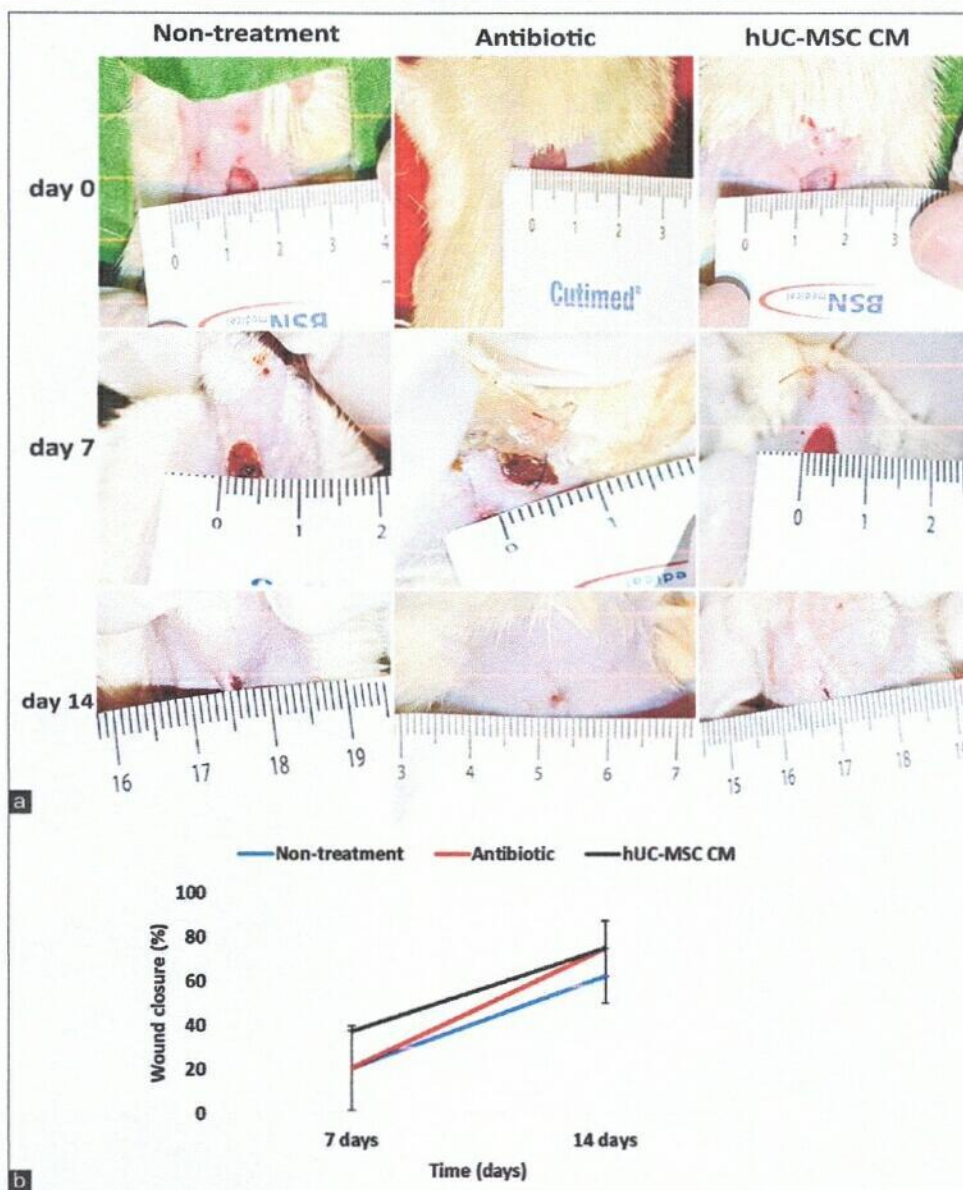 Non-treatment Antibiotic hUC-MSC CM
day 0
0 1 2 3 4
BSN
medical
0 1 2 3
Cutimed®
0 1 2 3
BSN
medical
day 7
0 1 2
0 1
edical
0 1 2
day 14
16 17 18 19
3 4 5 6 7
15 16 17 18
a
Non-treatment Antibiotic hUC-MSC CM
100
80
60
40
20
0
Wound closure (%)
7 days 14 days
Time (days)
b